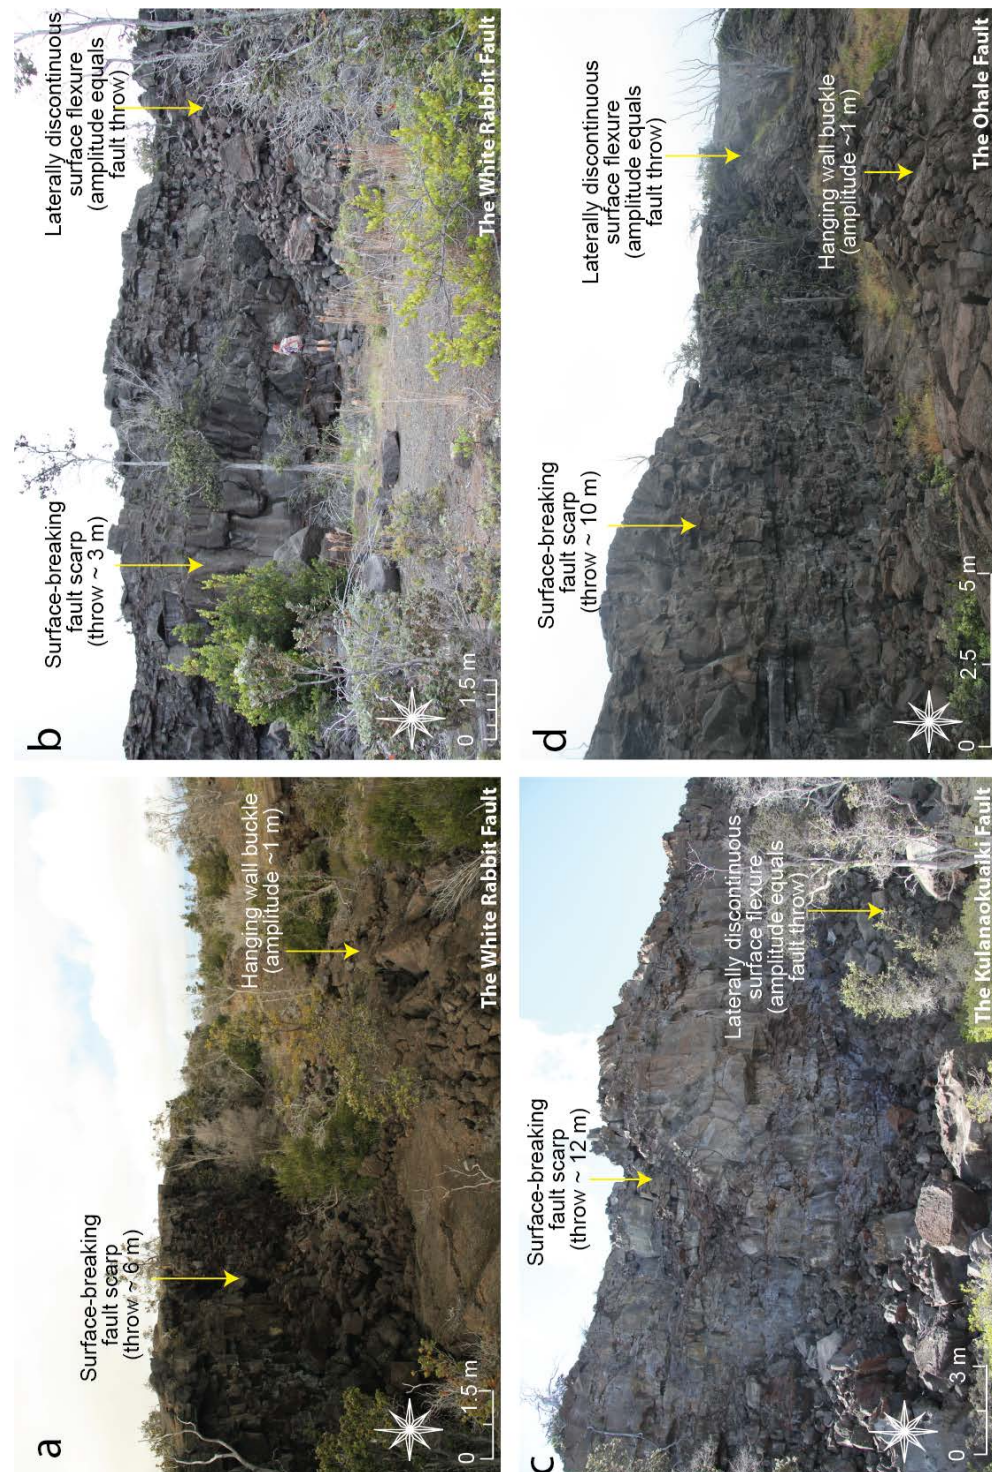 a
Surface-breaking
fault scarp
(throw ~ 6 m)
Hanging wall buckle
(amplitude ~1 m)
0 1.5 m
The White Rabbit Fault
b
Surface-breaking
fault scarp
(throw ~ 3 m)
Laterally discontinuous
surface flexure
(amplitude equals
fault throw)
0 1.5 m
The White Rabbit Fault
c
Surface-breaking
fault scarp
(throw ~ 12 m)
Laterally discontinuous
surface flexure
(amplitude equals
fault throw)
0 3 m
The Kulanaokuaiki Fault
d
Surface-breaking
fault scarp
(throw ~ 10 m)
Laterally discontinuous
surface flexure
(amplitude equals
fault throw)
Hanging wall buckle
(amplitude ~1 m)
0 2.5 5 m
The Ohale Fault